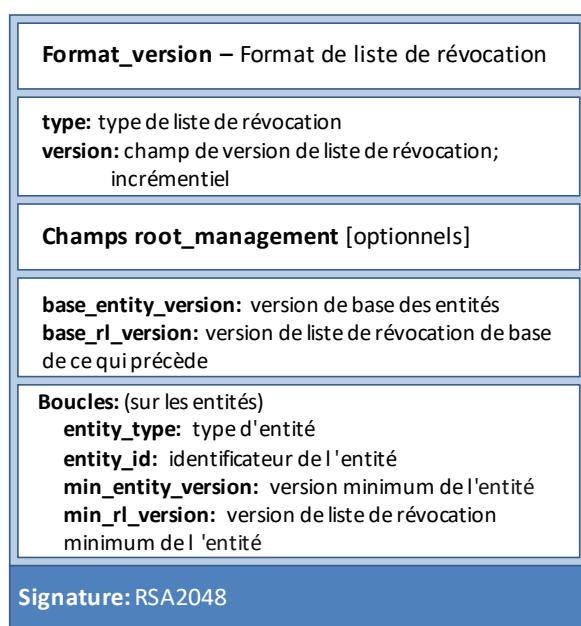 Format_version – Format de liste de révocation
type: type de liste de révocation
version: champ de version de liste de révocation;
incrémentiel
Champs root_management [optionnels]
base_entity_version: version de base des entités
base_rl_version: version de liste de révocation de base
de ce qui précède
Boucles: (sur les entités)
entity_type: type d'entité
entity_id: identificateur de l'entité
min_entity_version: version minimum de l'entité
min_rl_version: version de liste de révocation
minimum de l'entité
Signature: RSA2048